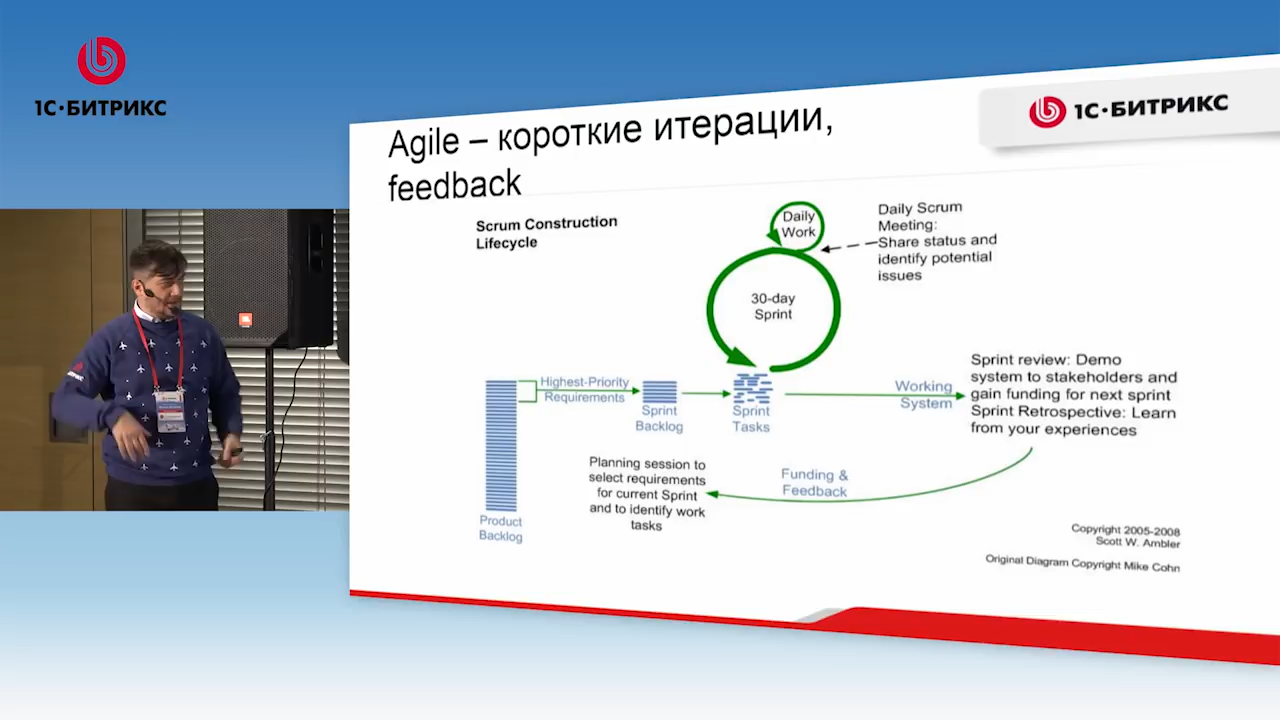 1С·БИТРИКС
1С·БИТРИКС
Agile – короткие итерации,
feedback
Scrum Construction
Lifecycle
Daily
Work
Daily Scrum
Meeting:
Share status and
identify potential
issues
30-day
Sprint
Highest-Priority
Requirements
Sprint
Backlog
Sprint
Tasks
Working
System
Sprint review: Demo
system to stakeholders and
gain funding for next sprint
Sprint Retrospective: Learn
from your experiences
Planning session to
select requirements
for current Sprint
and to identify work
tasks
Funding &
Feedback
Product
Backlog
Copyright 2005-2008
Scott W. Ambler
Original Diagram Copyright Mike Cohn